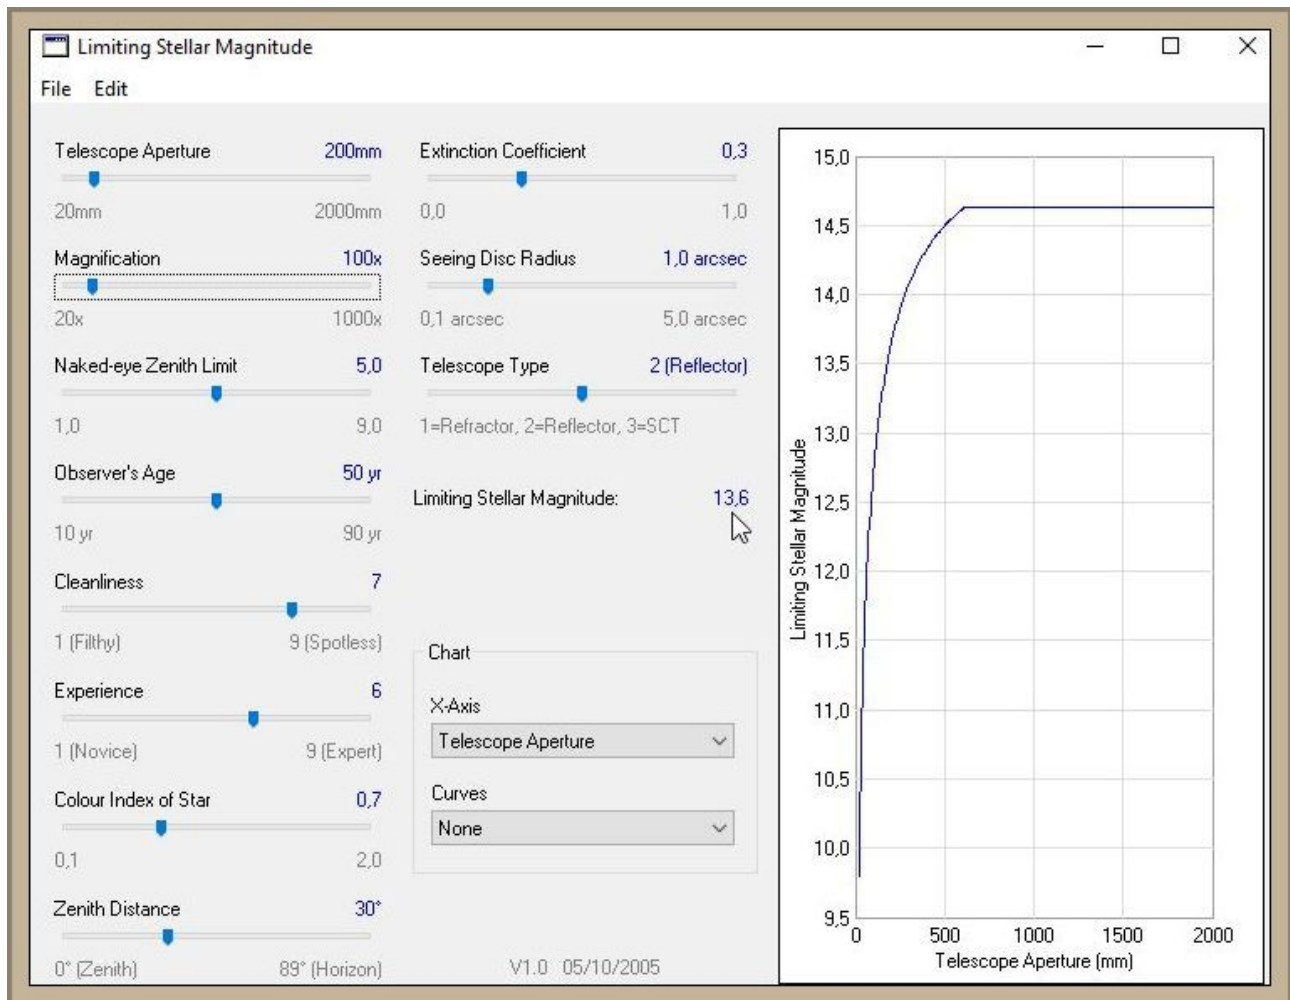 Limiting Stellar Magnitude
File Edit
Telescope Aperture 200mm
20mm 2000mm
Magnification 100x
20x 1000x
Naked-eye Zenith Limit 5,0
1,0 9,0
Observer's Age 50 yr
10 yr 90 yr
Cleanliness 7
1 (Filthy) 9 (Spotless)
Experience 6
1 (Novice) 9 (Expert)
Colour Index of Star 0,7
0,1 2,0
Zenith Distance 30°
0° (Zenith) 89° (Horizon)
Extinction Coefficient 0,3
0,0 1,0
Seeing Disc Radius 1,0 arcsec
0,1 arcsec 5,0 arcsec
Telescope Type 2 (Reflector)
1=Refractor, 2=Reflector, 3=SCT
Limiting Stellar Magnitude: 13,6
Chart
X-Axis
Telescope Aperture
Curves
None
V1.0 05/10/2005
15,0
14,5
14,0
13,5
13,0
12,5
12,0
11,5
11,0
10,5
10,0
9,5
Limiting Stellar Magnitude
0 500 1000 1500 2000
Telescope Aperture (mm)